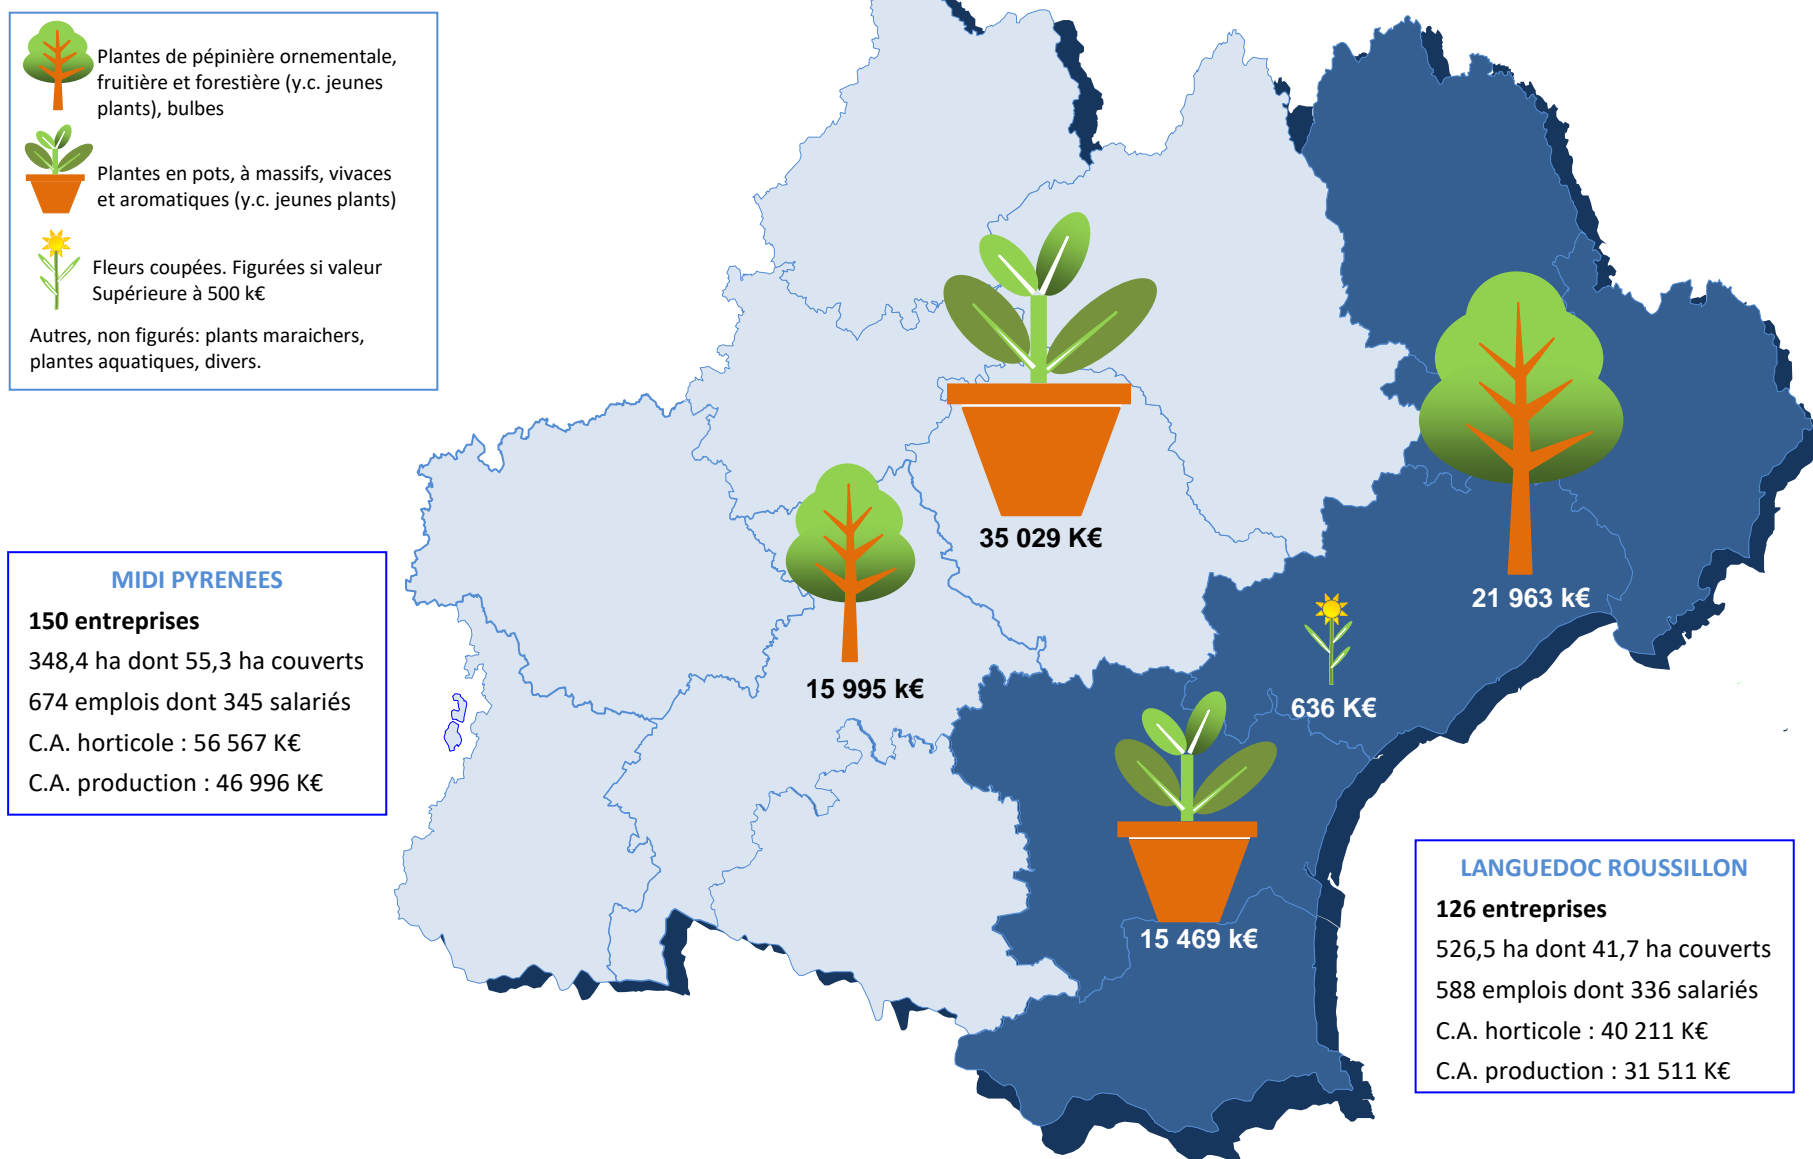 Plantes de pépinière ornementale,
fruitière et forestière (y.c. jeunes
plants), bulbes
Plantes en pots, à massifs, vivaces
et aromatiques (y.c. jeunes plants)
Fleurs coupées. Figurées si valeur
Supérieure à 500 k€
Autres, non figurés: plants maraichers,
plantes aquatiques, divers.
35 029 K€
21 963 k€
15 995 k€
636 K€
15 469 k€
MIDI PYRENEES
150 entreprises
348,4 ha dont 55,3 ha couverts
674 emplois dont 345 salariés
C.A. horticole : 56 567 K€
C.A. production : 46 996 K€
LANGUEDOC ROUSSILLON
126 entreprises
526,5 ha dont 41,7 ha couverts
588 emplois dont 336 salariés
C.A. horticole : 40 211 K€
C.A. production : 31 511 K€